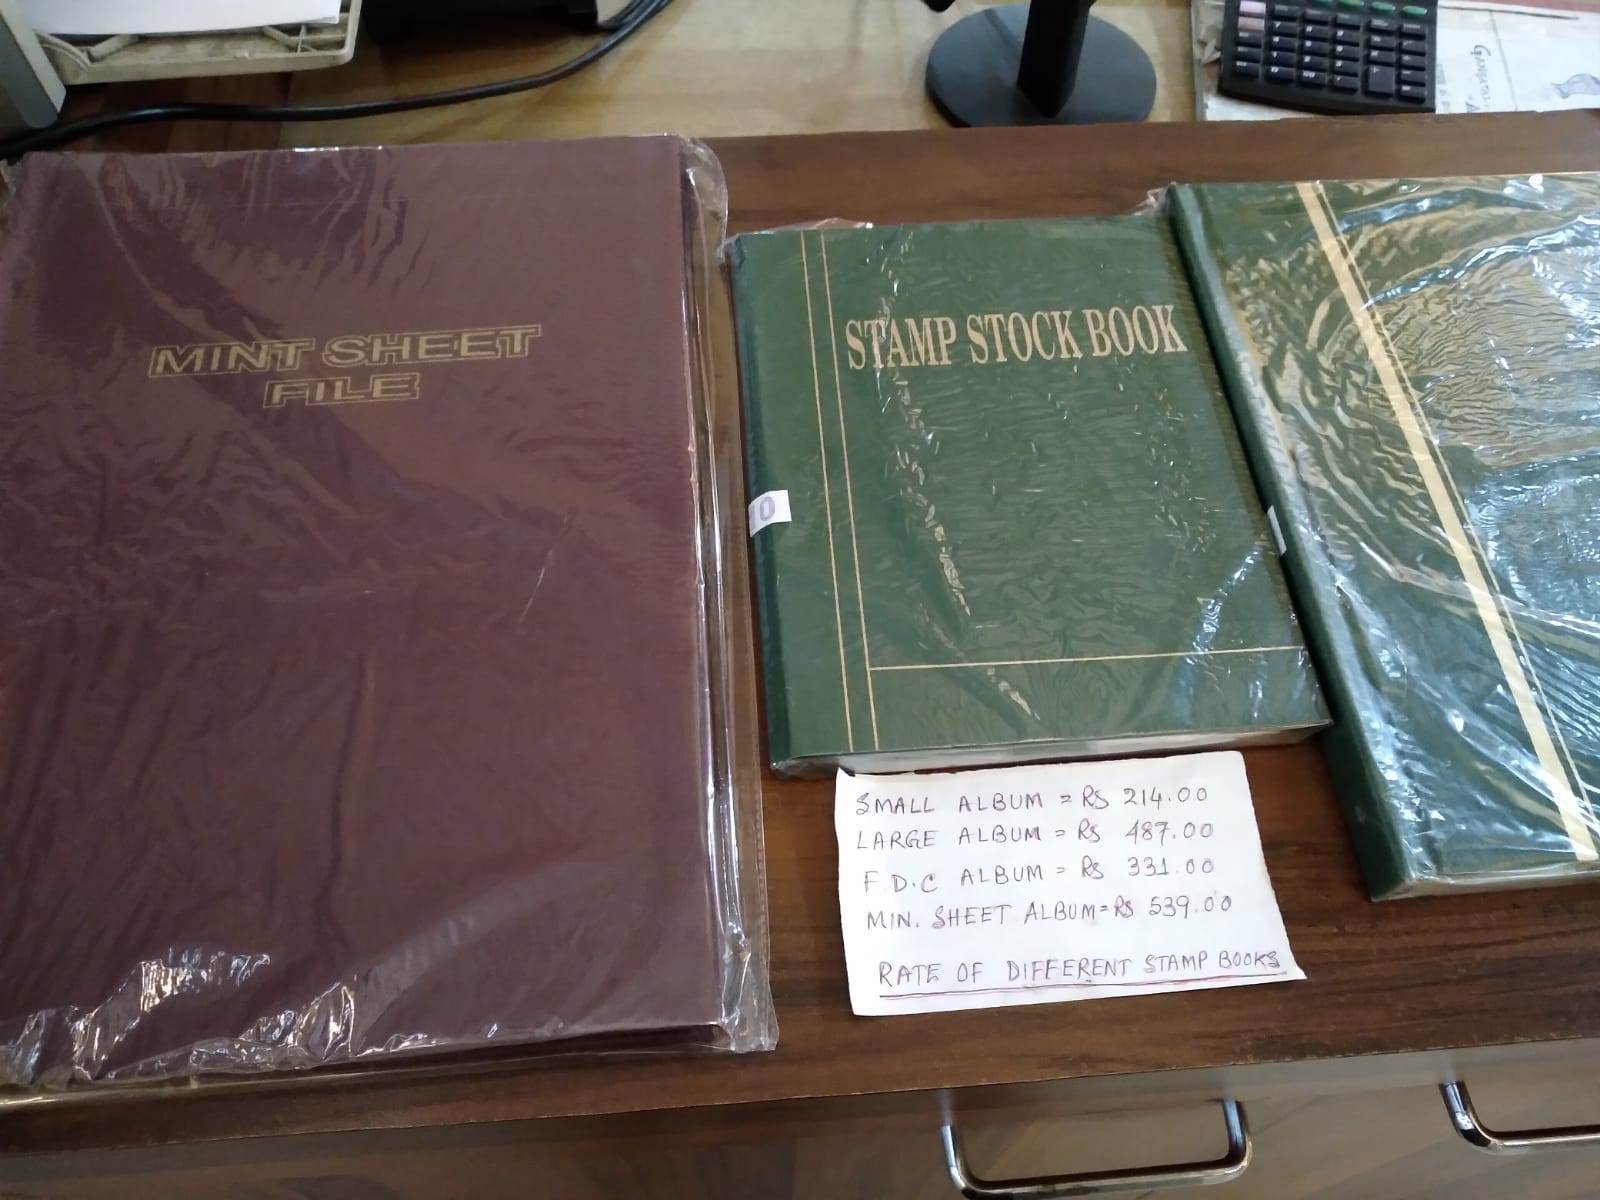 MINT SHEET
FILE
STAMP STOCK BOOK
SMALL ALBUM = RS 214.00
LARGE ALBUM = RS 487.00
F.D.C ALBUM = RS 331.00
MIN. SHEET ALBUM = RS 539.00
RATE OF DIFFERENT STAMP BOOKS